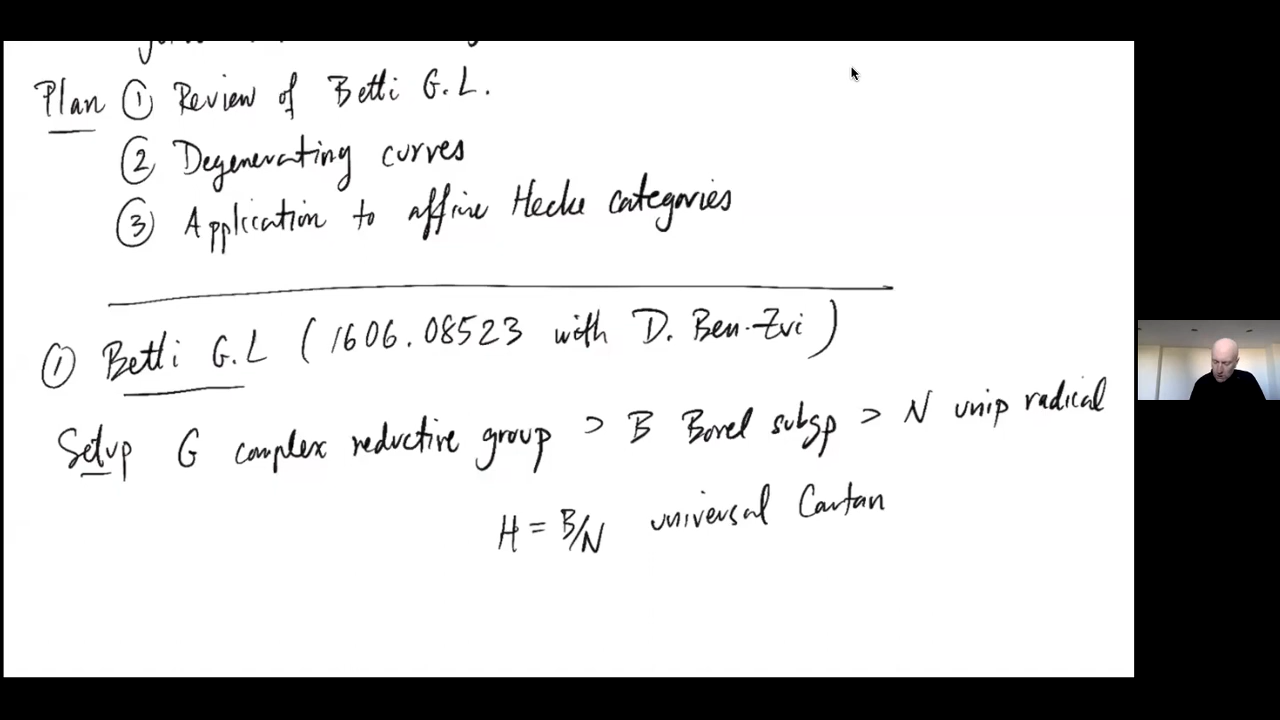 Plan ① Review of Betti G.L.
② Degenerating curves
③ Application to affine Hecke categories
① Betti G.L (1606.08523 with D. Ben-Zvi)
Setup G complex reductive group > B Borel subgp > N unip radical
H = B/N universal Cartan